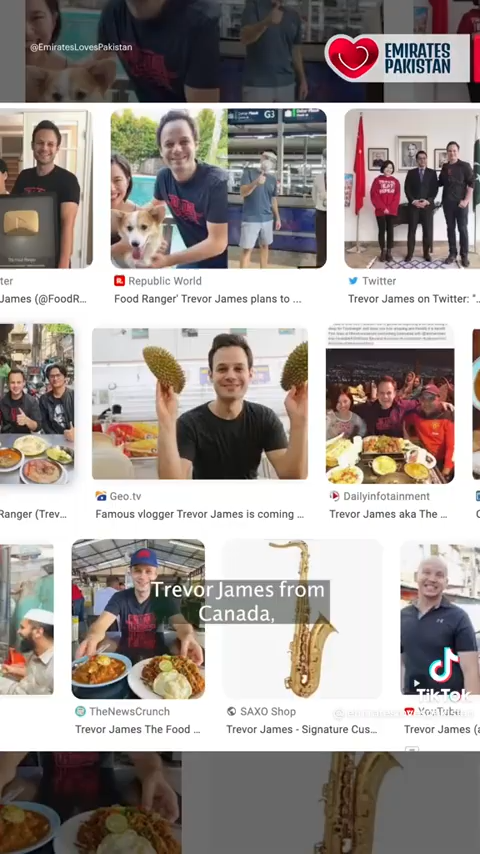 @EmiratesLovesPakistan
EMIRATES
PAKISTAN
G3
ter
Republic World
Twitter
James (@FoodR...
Food Ranger' Trevor James plans to ...
Trevor James on Twitter: "..
Geo.tv
Dailyinfotainment
Ranger (Trev...
Famous vlogger Trevor James is coming ...
Trevor James aka The ...
Trevor James from
Canada,
TikTok
TheNewsCrunch
SAXO Shop
YouTube
Trevor James The Food ...
Trevor James - Signature Cus...
Trevor James (a